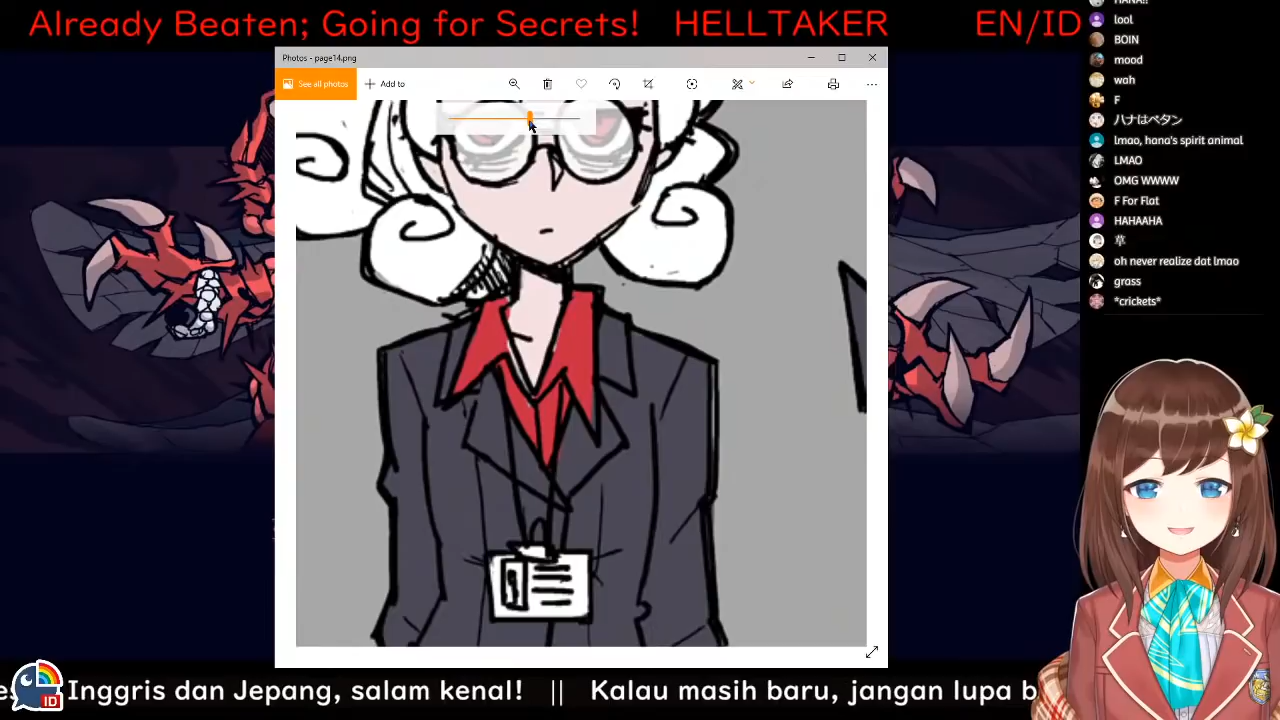 Already Beaten; Going for Secrets! HELLTAKER EN/ID
Photos - page14.png
See all photos
Add to
lool
BOIN
mood
wah
F
ハナはペタン
lmao, hana's spirit animal
LMAO
OMG WWWW
F For Flat
HAHAAHA
草
oh never realize dat lmao
grass
*crickets*
ID
Inggris dan Jepang, salam kenal! || Kalau masih baru, jangan lupa b